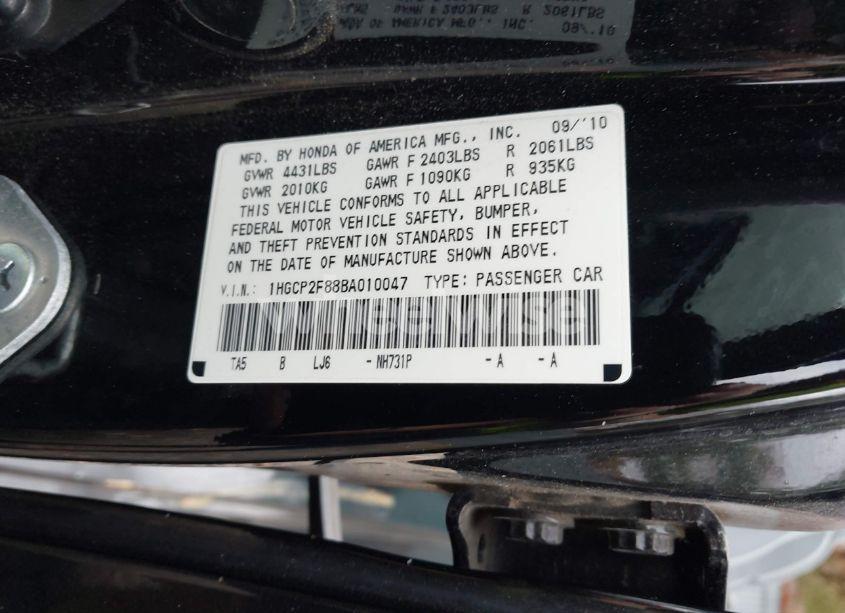 MFD. BY HONDA OF AMERICA MFG., INC. 09/'10
GVWR 4431LBS GAWR F 2403LBS R 2061LBS
GVWR 2010KG GAWR F 1090KG R 935KG
THIS VEHICLE CONFORMS TO ALL APPLICABLE
FEDERAL MOTOR VEHICLE SAFETY, BUMPER,
AND THEFT PREVENTION STANDARDS IN EFFECT
ON THE DATE OF MANUFACTURE SHOWN ABOVE.
V.I.N.: 1HGCP2F88BA010047 TYPE: PASSENGER CAR
WheelWise
TA5 B LJ6 -NH731P -A -A